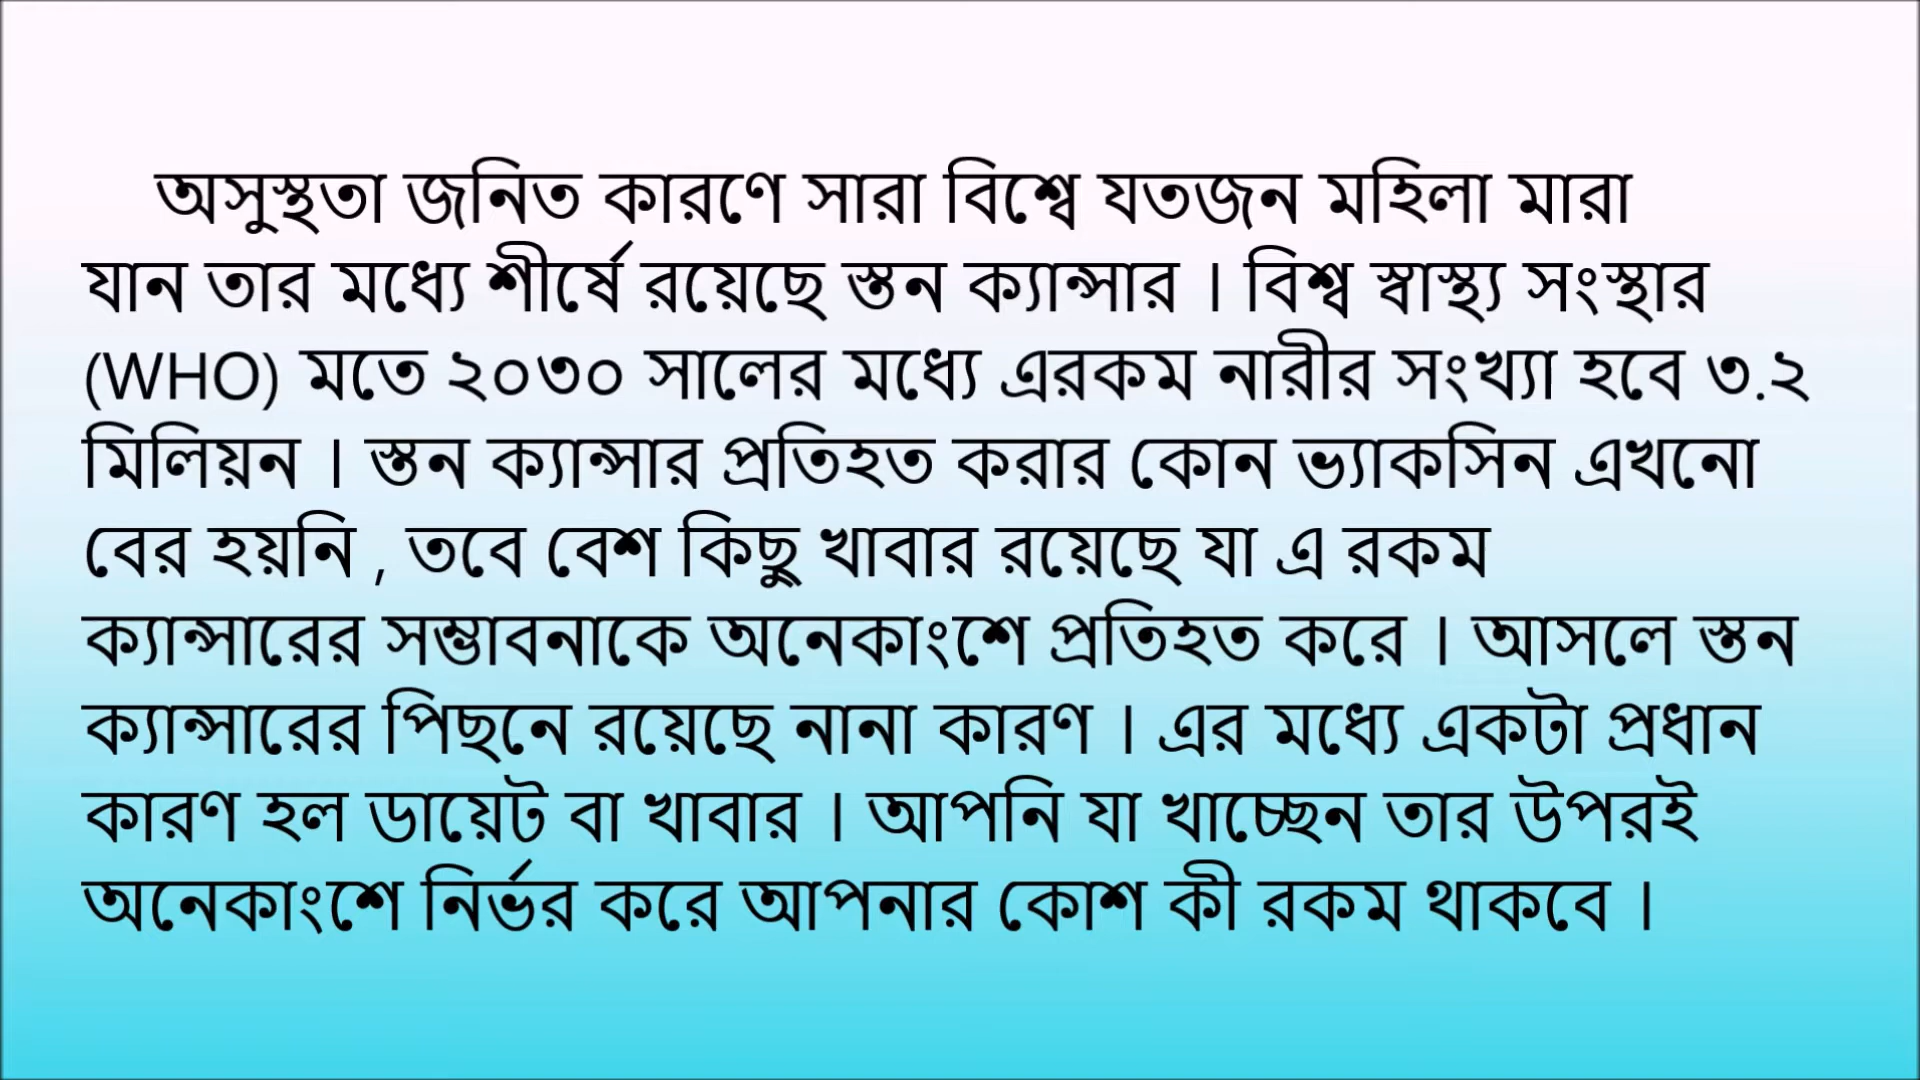 অসুস্থতা জনিত কারণে সারা বিশ্বে যতজন মহিলা মারা
যান তার মধ্যে শীর্ষে রয়েছে স্তন ক্যান্সার । বিশ্ব স্বাস্থ্য সংস্থার
(WHO) মতে ২০৩০ সালের মধ্যে এরকম নারীর সংখ্যা হবে ৩.২
মিলিয়ন । স্তন ক্যান্সার প্রতিহত করার কোন ভ্যাকসিন এখনো
বের হয়নি , তবে বেশ কিছু খাবার রয়েছে যা এ রকম
ক্যান্সারের সম্ভাবনাকে অনেকাংশে প্রতিহত করে । আসলে স্তন
ক্যান্সারের পিছনে রয়েছে নানা কারণ । এর মধ্যে একটা প্রধান
কারণ হল ডায়েট বা খাবার । আপনি যা খাচ্ছেন তার উপরই
অনেকাংশে নির্ভর করে আপনার কোশ কী রকম থাকবে ।